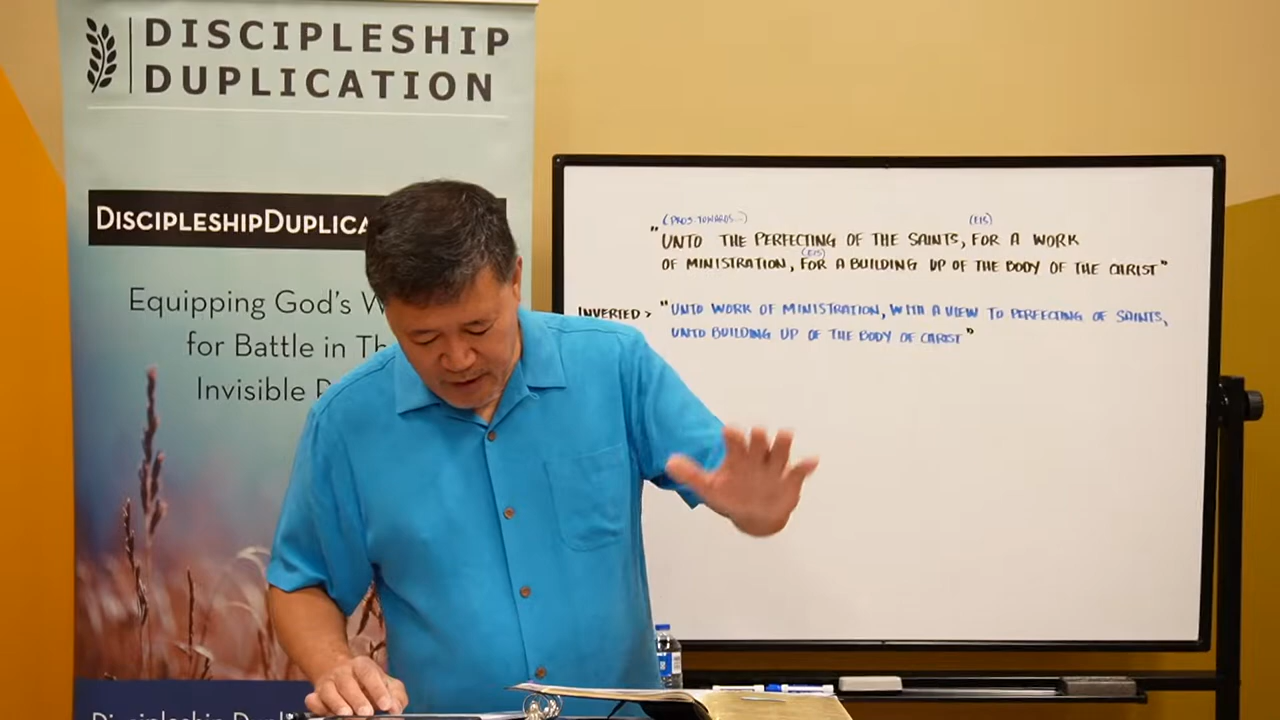 DISCIPLESHIP
DUPLICATION
DISCIPLESHIPDUPLICA
Equipping God's W
for Battle in Th
Invisible
(PROS-TOWARDS...) (EIS)
"UNTO THE PERFECTING OF THE SAINTS, FOR A WORK
(EIS)
OF MINISTRATION, FOR A BUILDING UP OF THE BODY OF THE CHRIST"
INVERTED > "UNTO WORK OF MINISTRATION, WITH A VIEW TO PERFECTING OF SAINTS,
UNTO BUILDING UP OF THE BODY OF CHRIST"
Discipleship